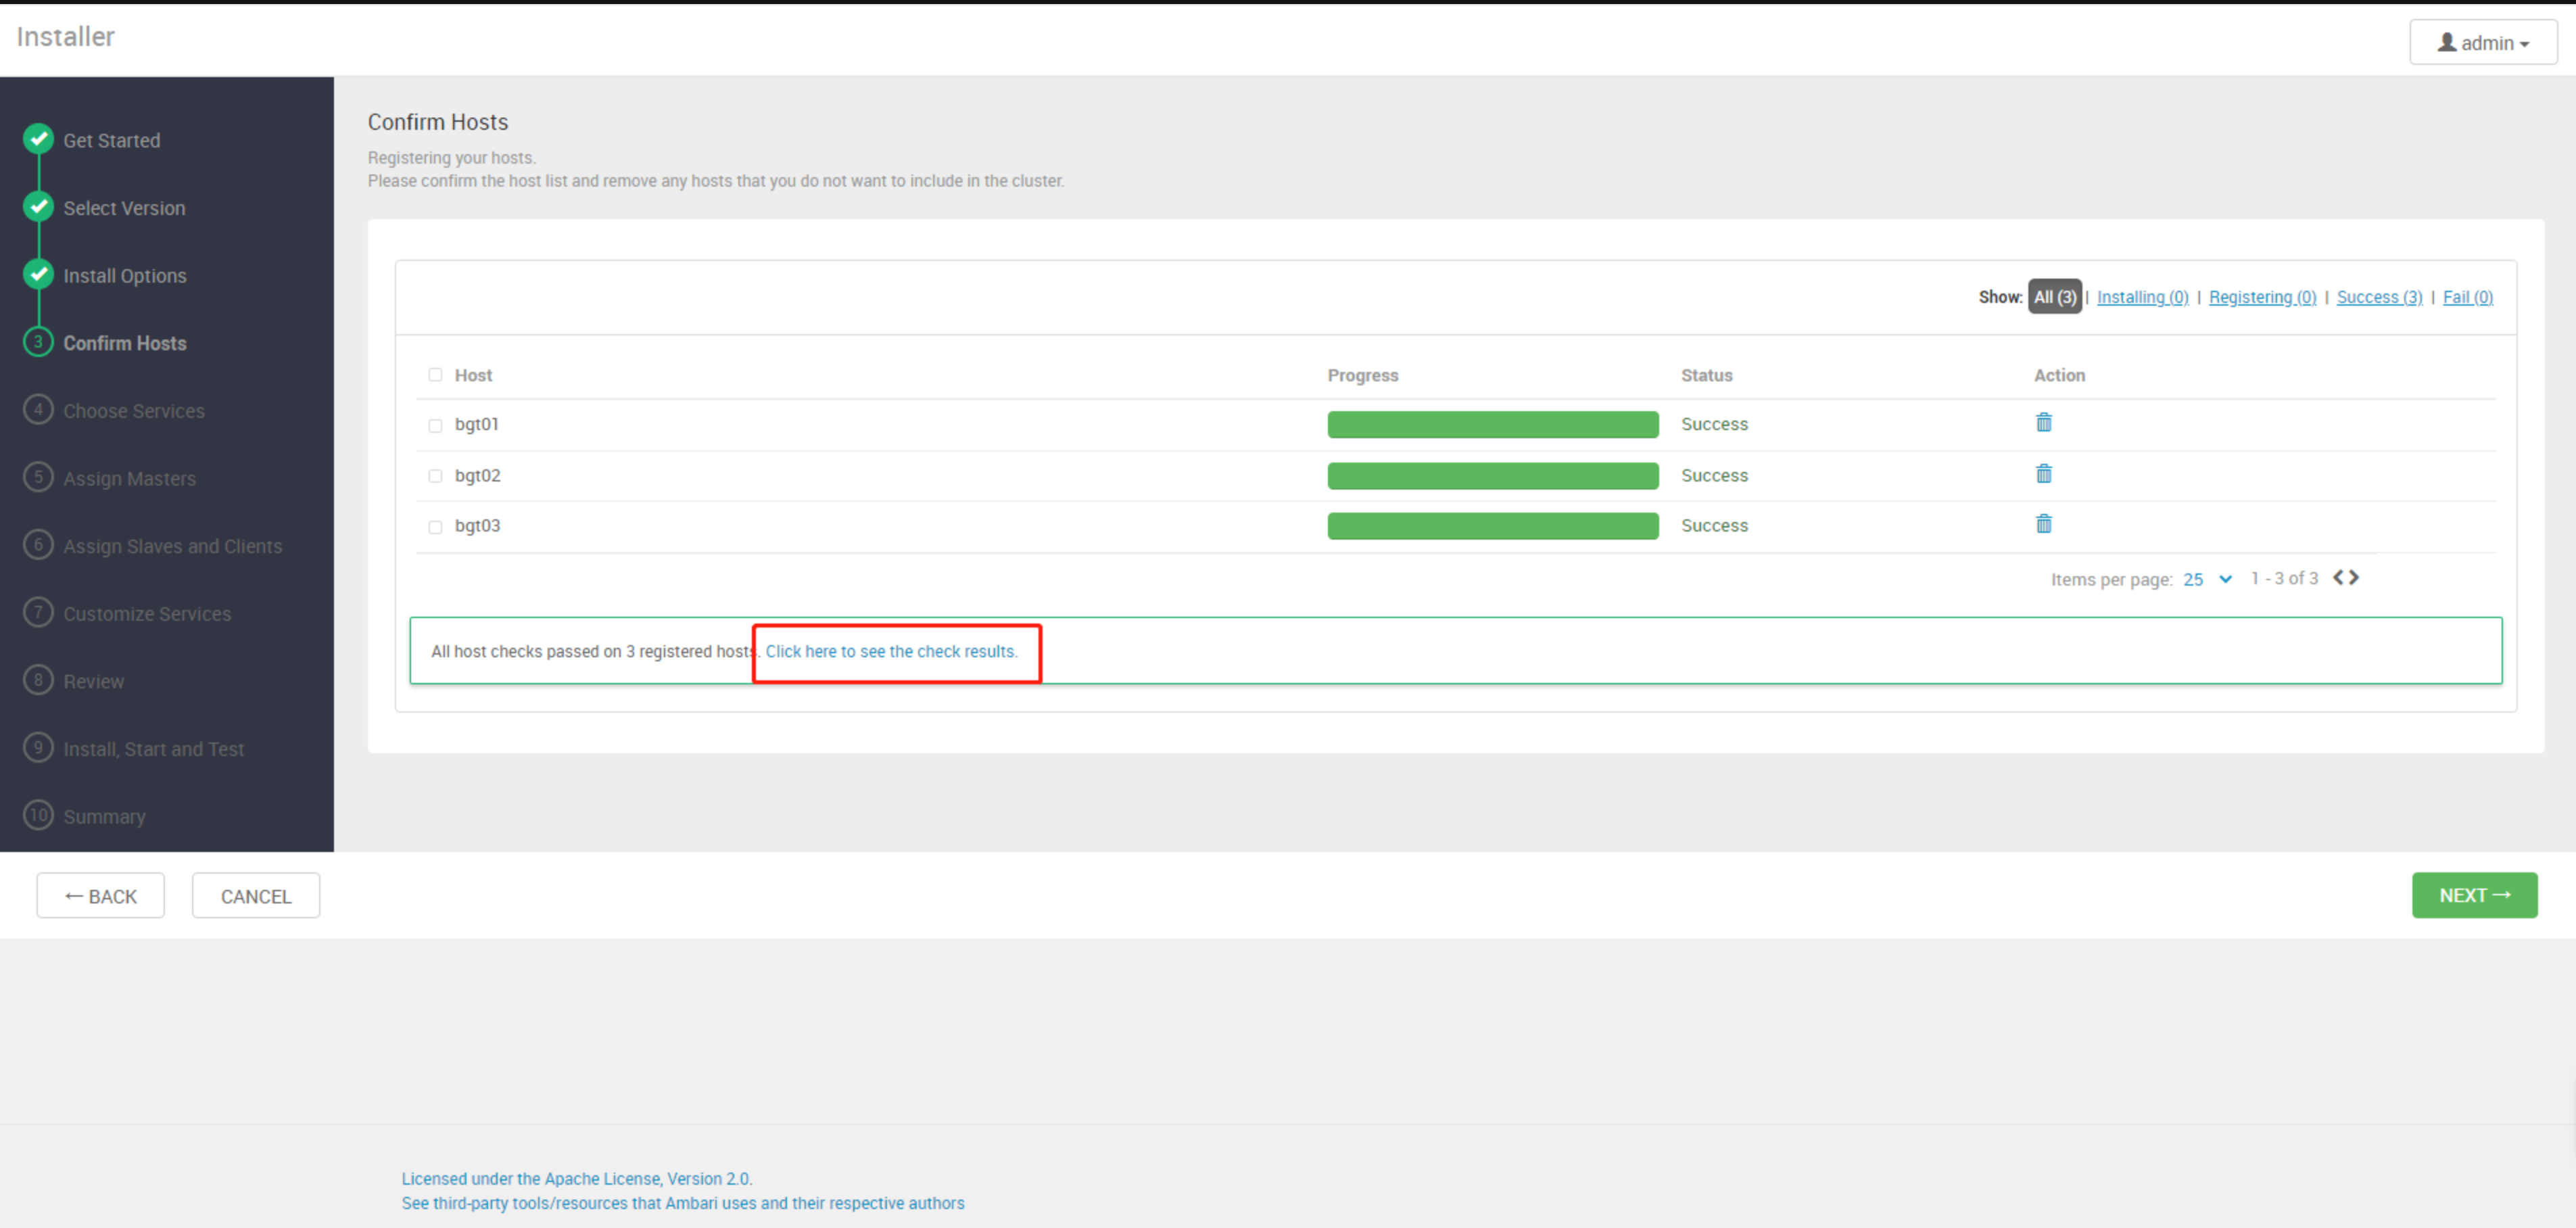 Installer
admin
Get Started
Select Version
Install Options
3 Confirm Hosts
4 Choose Services
5 Assign Masters
6 Assign Slaves and Clients
7 Customize Services
8 Review
9 Install, Start and Test
10 Summary
Confirm Hosts
Registering your hosts.
Please confirm the host list and remove any hosts that you do not want to include in the cluster.
Show: All (3) | Installing (0) | Registering (0) | Success (3) | Fail (0)
Host Progress Status Action
bgt01 Success
bgt02 Success
bgt03 Success
Items per page: 25 1 - 3 of 3
All host checks passed on 3 registered hosts. Click here to see the check results.
← BACK CANCEL NEXT →
Licensed under the Apache License, Version 2.0.
See third-party tools/resources that Ambari uses and their respective authors